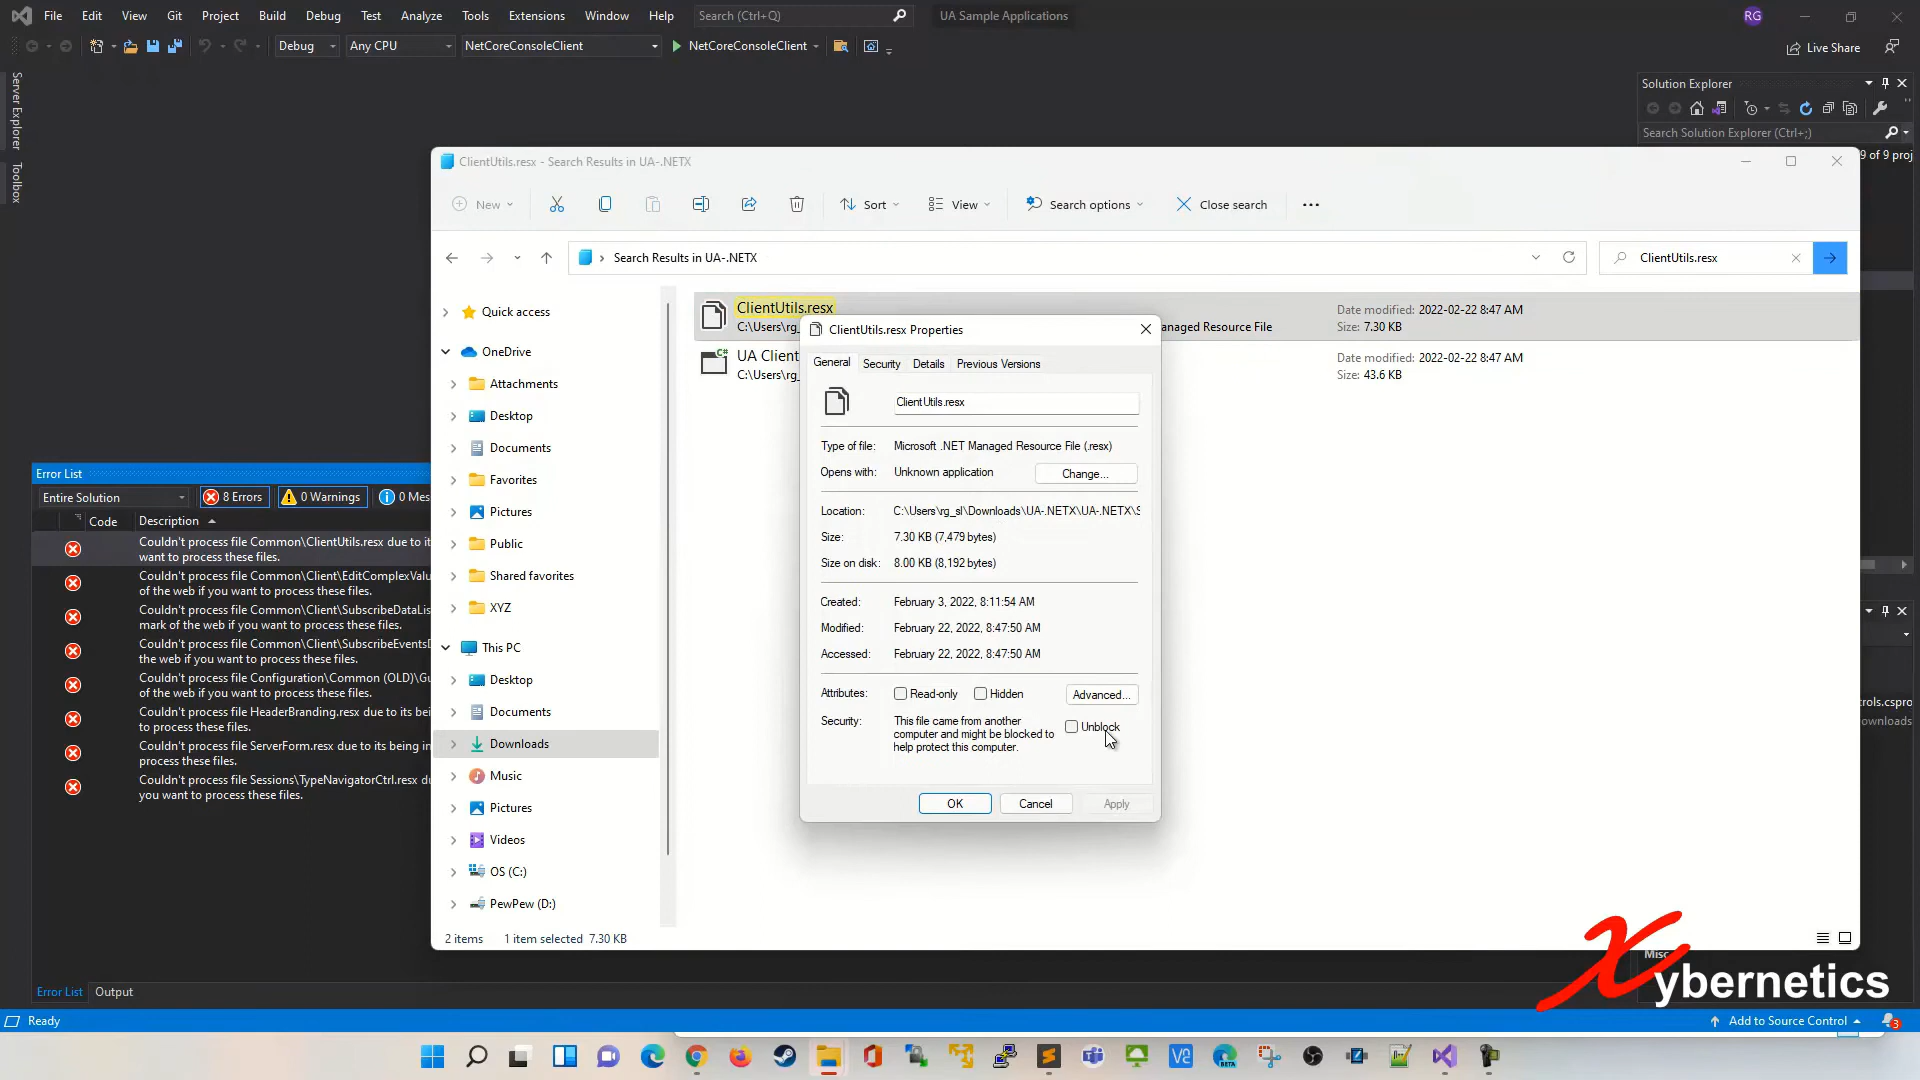 File Edit View Git Project Build Debug Test Analyze Tools Extensions Window Help Search (Ctrl+Q) UA Sample Applications RG
Debug Any CPU NetCoreConsoleClient NetCoreConsoleClient Live Share
Server Explorer
Toolbox
Solution Explorer
Search Solution Explorer (Ctrl+;)
9 of 9 proj
ClientUtils.resx - Search Results in UA-.NETX
New Sort View Search options Close search
Search Results in UA-.NETX ClientUtils.resx
Quick access
OneDrive
Attachments
Desktop
Documents
Favorites
Pictures
Public
Shared favorites
XYZ
This PC
Desktop
Documents
Downloads
Music
Pictures
Videos
OS (C:)
PewPew (D:)
2 items 1 item selected 7.30 KB
ClientUtils.resx Date modified: 2022-02-22 8:47 AM
C:\Users\rg_ anaged Resource File Size: 7.30 KB
UA Client Date modified: 2022-02-22 8:47 AM
C:\Users\rg_ Size: 43.6 KB
ClientUtils.resx Properties
General Security Details Previous Versions
ClientUtils.resx
Type of file: Microsoft .NET Managed Resource File (.resx)
Opens with: Unknown application Change...
Location: C:\Users\rg_sl\Downloads\UA-.NETX\UA-.NETX\S
Size: 7.30 KB (7,479 bytes)
Size on disk: 8.00 KB (8,192 bytes)
Created: February 3, 2022, 8:11:54 AM
Modified: February 22, 2022, 8:47:50 AM
Accessed: February 22, 2022, 8:47:50 AM
Attributes: Read-only Hidden Advanced...
Security: This file came from another
computer and might be blocked to
help protect this computer.
Unblock
OK Cancel Apply
Error List
Entire Solution 8 Errors 0 Warnings 0 Mes
Code Description
Couldn't process file Common\ClientUtils.resx due to it
want to process these files.
Couldn't process file Common\Client\EditComplexValu
of the web if you want to process these files.
Couldn't process file Common\Client\SubscribeDataLis
mark of the web if you want to process these files.
Couldn't process file Common\Client\SubscribeEventsD
the web if you want to process these files.
Couldn't process file Configuration\Common (OLD)\Gu
of the web if you want to process these files.
Couldn't process file HeaderBranding.resx due to its bei
to process these files.
Couldn't process file ServerForm.resx due to its being in
process these files.
Couldn't process file Sessions\TypeNavigatorCtrl.resx du
you want to process these files.
rols.cspro
ownloads
Misc
Xybernetics
Error List Output
Ready Add to Source Control 3